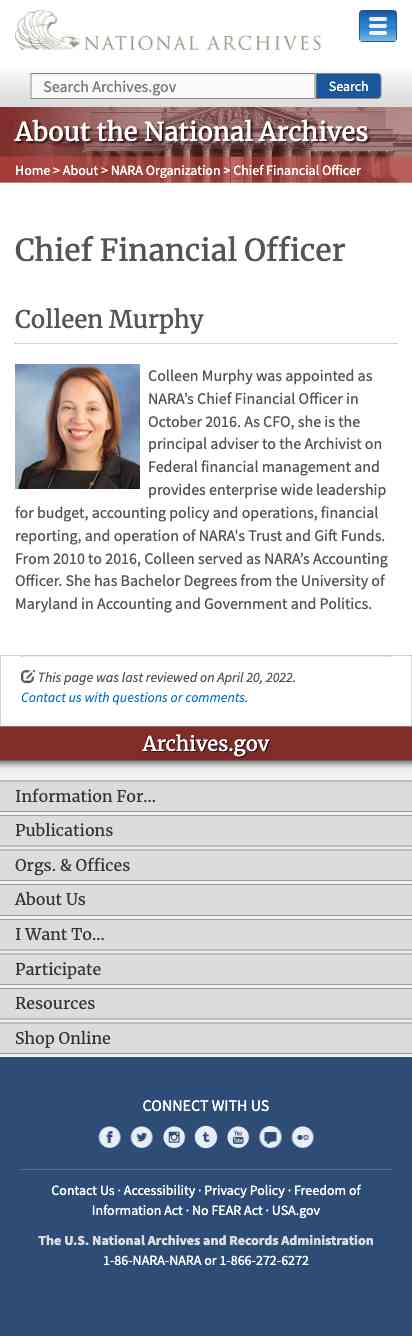 NATIONAL ARCHIVES
Search Archives.gov
Search
About the National Archives
Home > About > NARA Organization > Chief Financial Officer
Chief Financial Officer
Colleen Murphy
Colleen Murphy was appointed as
NARA's Chief Financial Officer in
October 2016. As CFO, she is the
principal adviser to the Archivist on
Federal financial management and
provides enterprise wide leadership
for budget, accounting policy and operations, financial
reporting, and operation of NARA's Trust and Gift Funds.
From 2010 to 2016, Colleen served as NARA's Accounting
Officer. She has Bachelor Degrees from the University of
Maryland in Accounting and Government and Politics.
This page was last reviewed on April 20, 2022.
Contact us with questions or comments.
Archives.gov
Information For…
Publications
Orgs. & Offices
About Us
I Want To…
Participate
Resources
Shop Online
CONNECT WITH US
Contact Us · Accessibility · Privacy Policy · Freedom of
Information Act · No FEAR Act · USA.gov
The U.S. National Archives and Records Administration
1-86-NARA-NARA or 1-866-272-6272